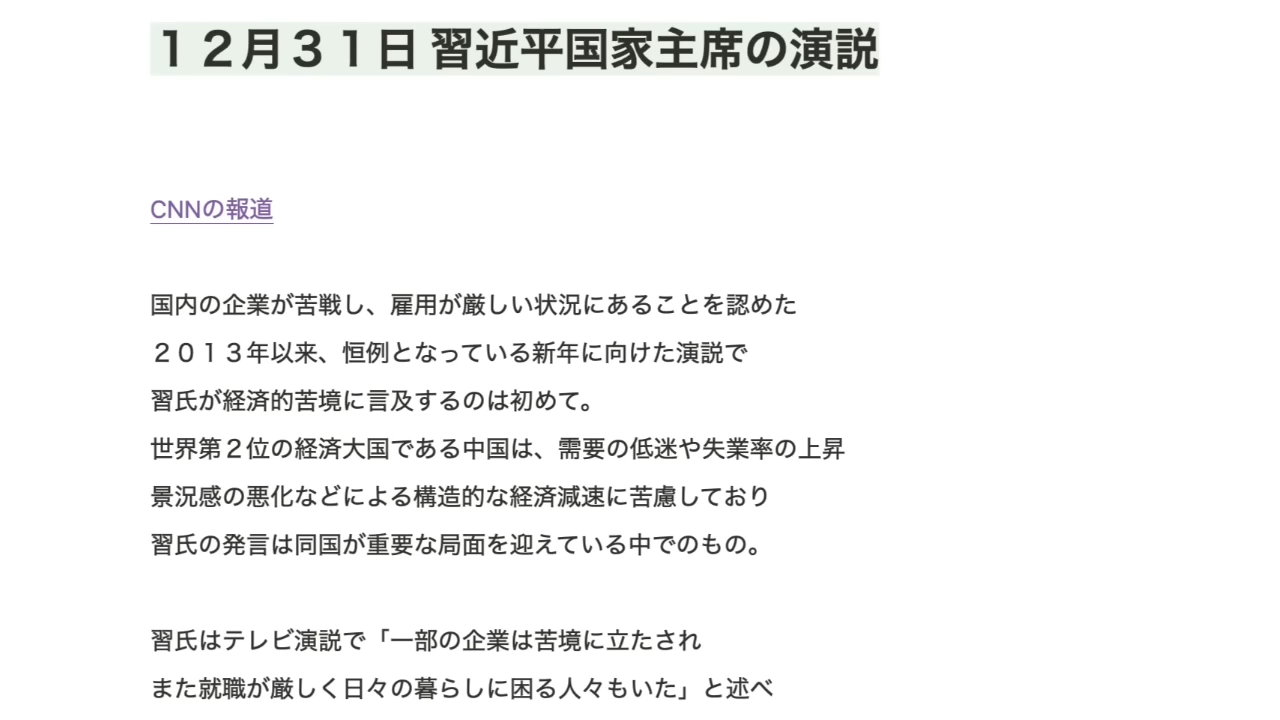 １２月３１日 習近平国家主席の演説
CNNの報道
国内の企業が苦戦し、雇用が厳しい状況にあることを認めた
２０１３年以来、恒例となっている新年に向けた演説で
習氏が経済的苦境に言及するのは初めて。
世界第２位の経済大国である中国は、需要の低迷や失業率の上昇
景況感の悪化などによる構造的な経済減速に苦慮しており
習氏の発言は同国が重要な局面を迎えている中でのもの。
習氏はテレビ演説で「一部の企業は苦境に立たされ
また就職が厳しく日々の暮らしに困る人々もいた」と述べ